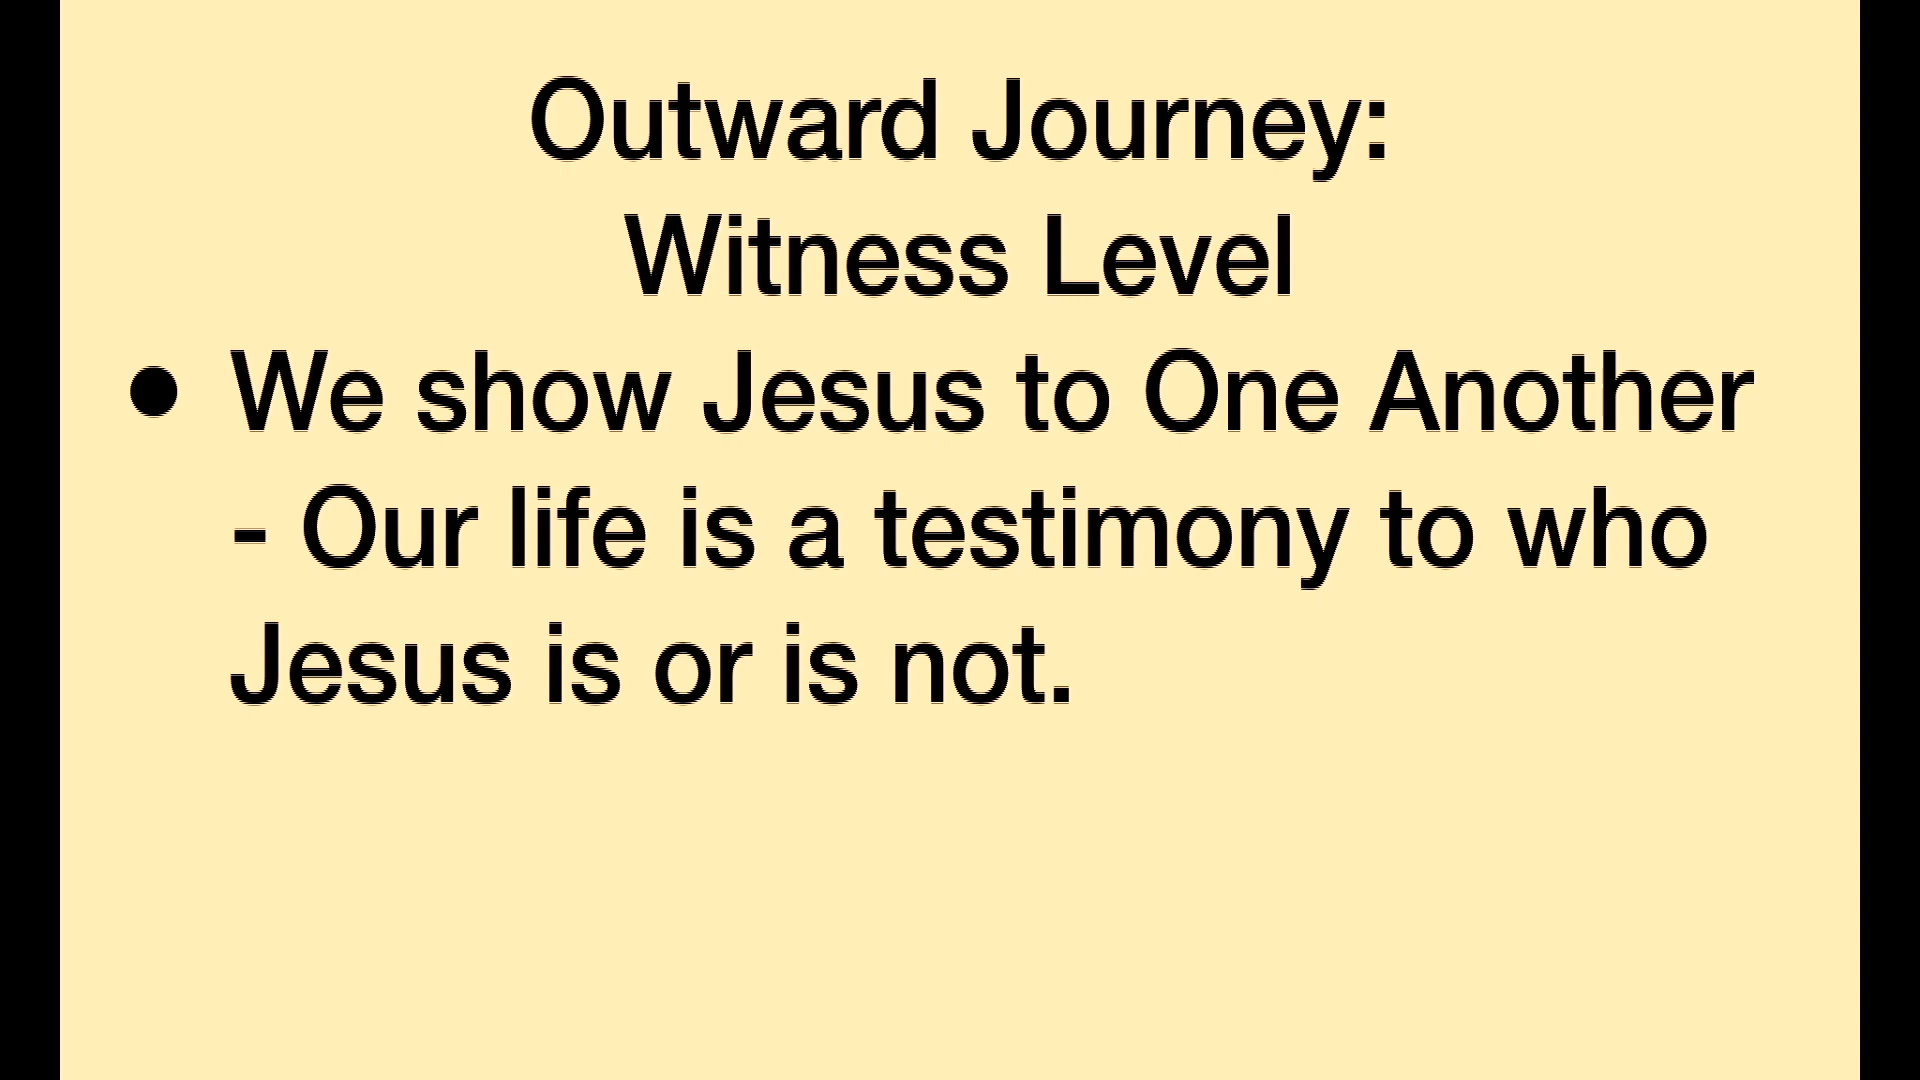 Outward Journey:
Witness Level
• We show Jesus to One Another
- Our life is a testimony to who
Jesus is or is not.